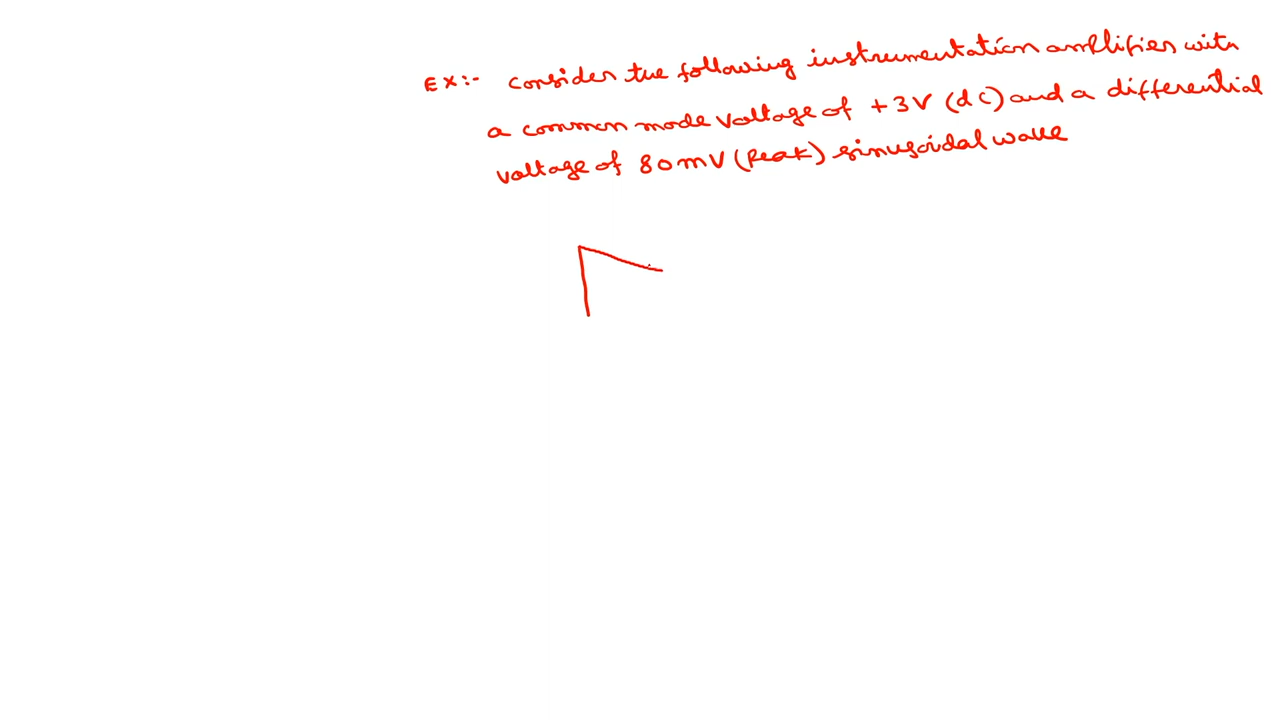 Ex:- consider the following instrumentation amplifier with
a common mode voltage of +3V (dc) and a differential
voltage of 80mV (Peak) sinusoidal wave